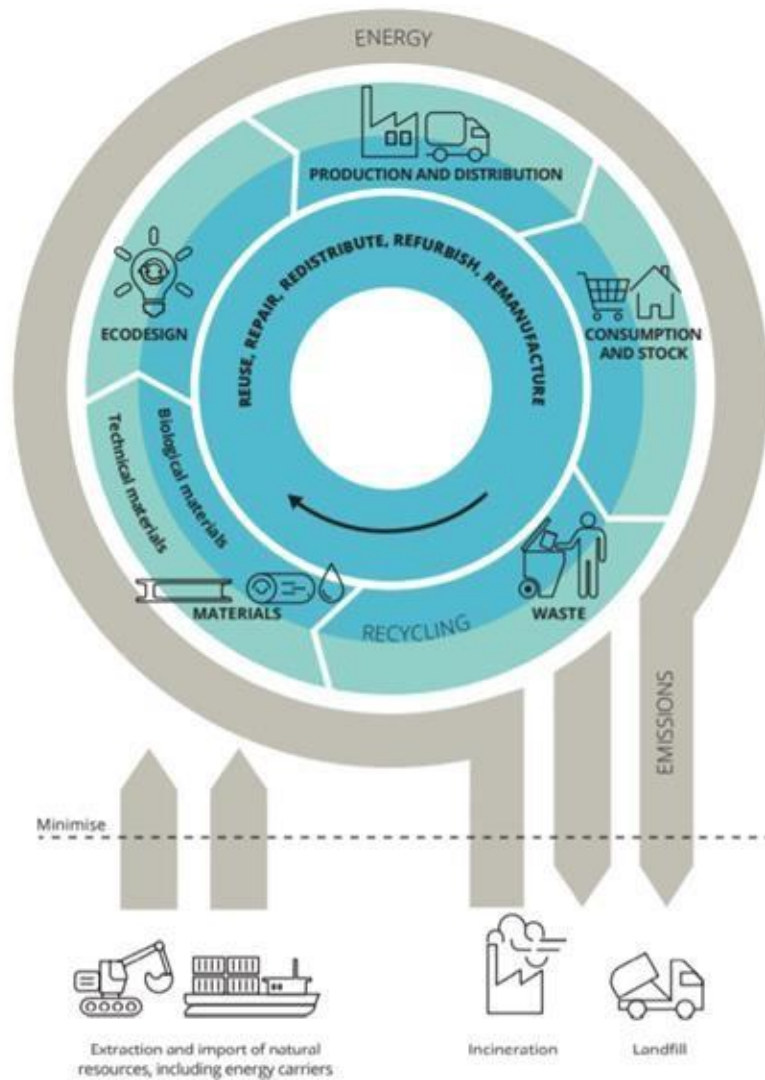 ENERGY
PRODUCTION AND DISTRIBUTION
REUSE, REPAIR, REDISTRIBUTE, REFURBISH, REMANUFACTURE
ECODESIGN
CONSUMPTION
AND STOCK
Technical materials
Biological materials
MATERIALS
RECYCLING
WASTE
EMISSIONS
Minimise
Extraction and import of natural
resources, including energy carriers
Incineration
Landfill